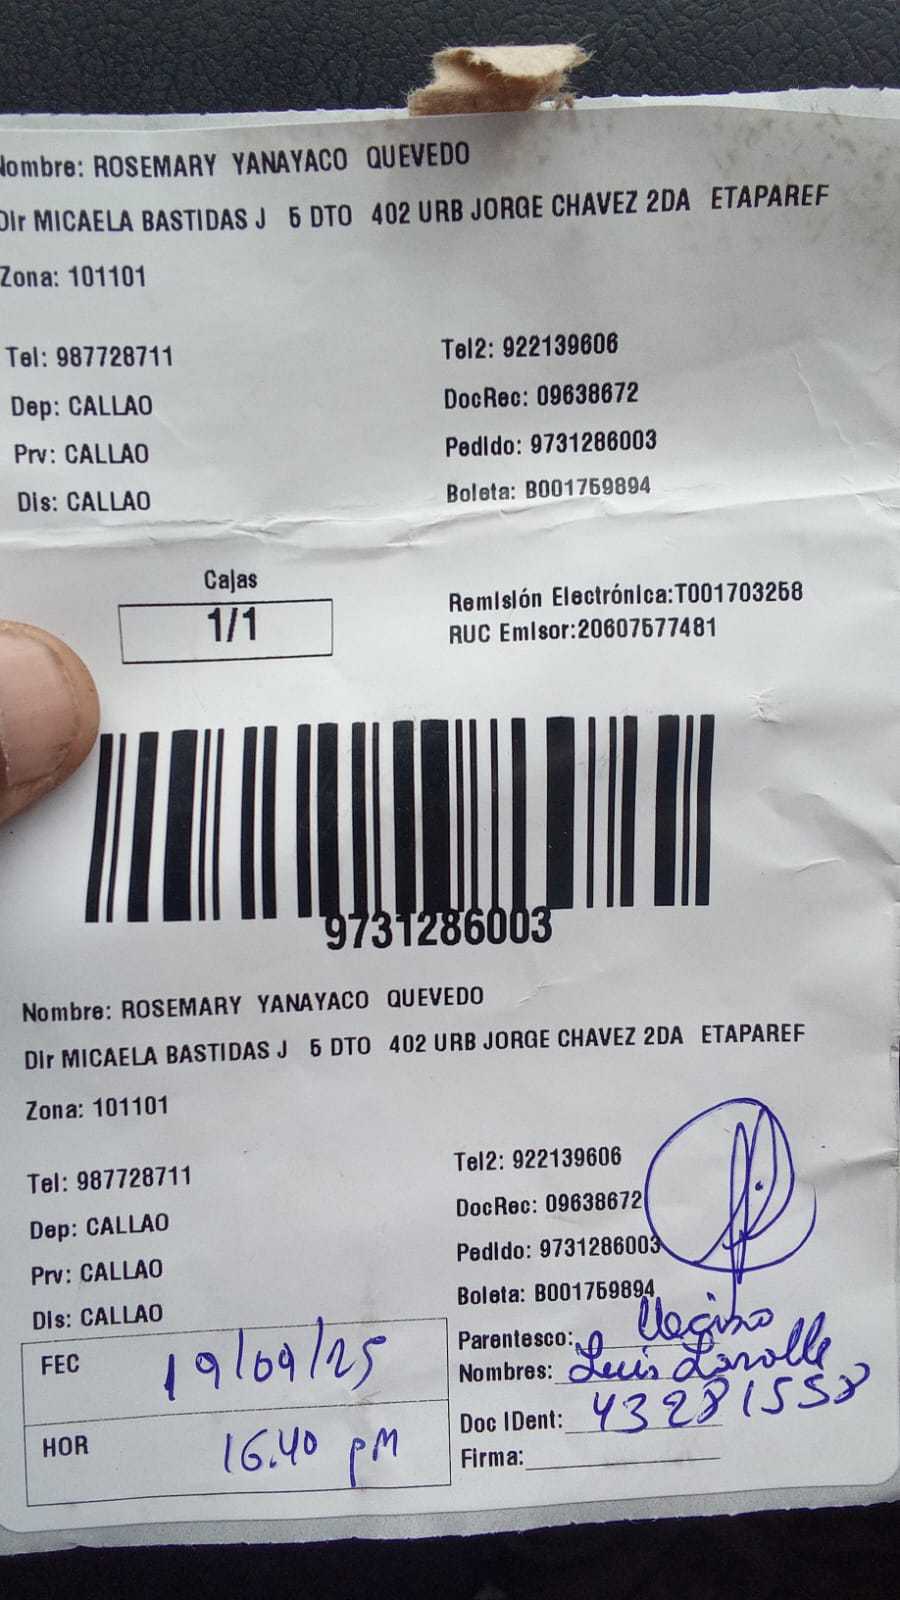 Nombre: ROSEMARY YANAYACO QUEVEDO
Dir MICAELA BASTIDAS J 5 DTO 402 URB JORGE CHAVEZ 2DA ETAPAREF
Zona: 101101
Tel: 987728711 Tel2: 922139606
Dep: CALLAO DocRec: 09638672
Prv: CALLAO Pedido: 9731286003
Dis: CALLAO Boleta: B001759894
Cajas
1/1
Remisión Electrónica:T001703258
RUC Emisor:20607577481
9731286003
Nombre: ROSEMARY YANAYACO QUEVEDO
Dir MICAELA BASTIDAS J 5 DTO 402 URB JORGE CHAVEZ 2DA ETAPAREF
Zona: 101101
Tel: 987728711 Tel2: 922139606
Dep: CALLAO DocRec: 09638672
Prv: CALLAO Pedido: 9731286003
Dis: CALLAO Boleta: B001759894
FEC 19/09/25
HOR 16.40 pM
Parentesco: Vecino
Nombres: Luis
Doc IDent: 43281558
Firma: